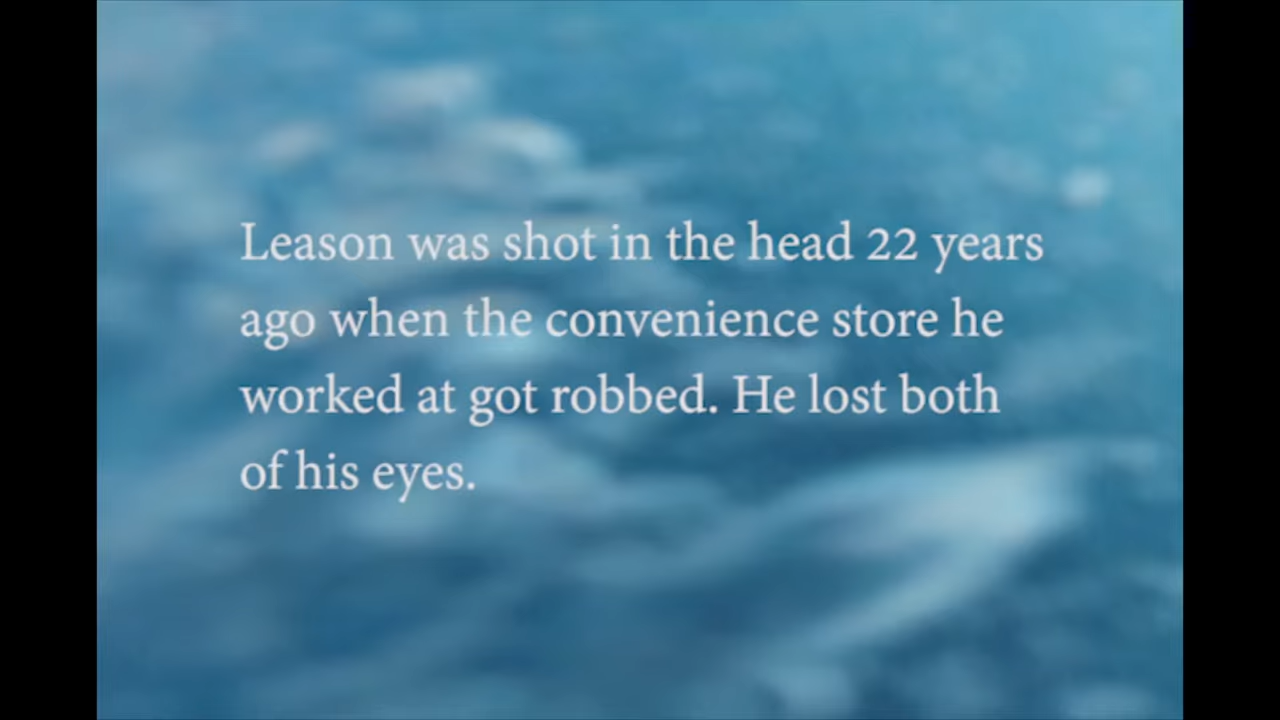 Leason was shot in the head 22 years
ago when the convenience store he
worked at got robbed. He lost both
of his eyes.